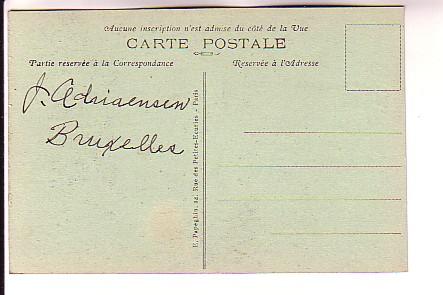 Aucune inscription n'est admise du côté de la Vue
CARTE POSTALE
Partie reservée à la Correspondance
Reservée à l'Adresse
J. Adriaensen
Bruxelles
E. Papeghin, 24, Rue des Petites-Ecuries - Paris